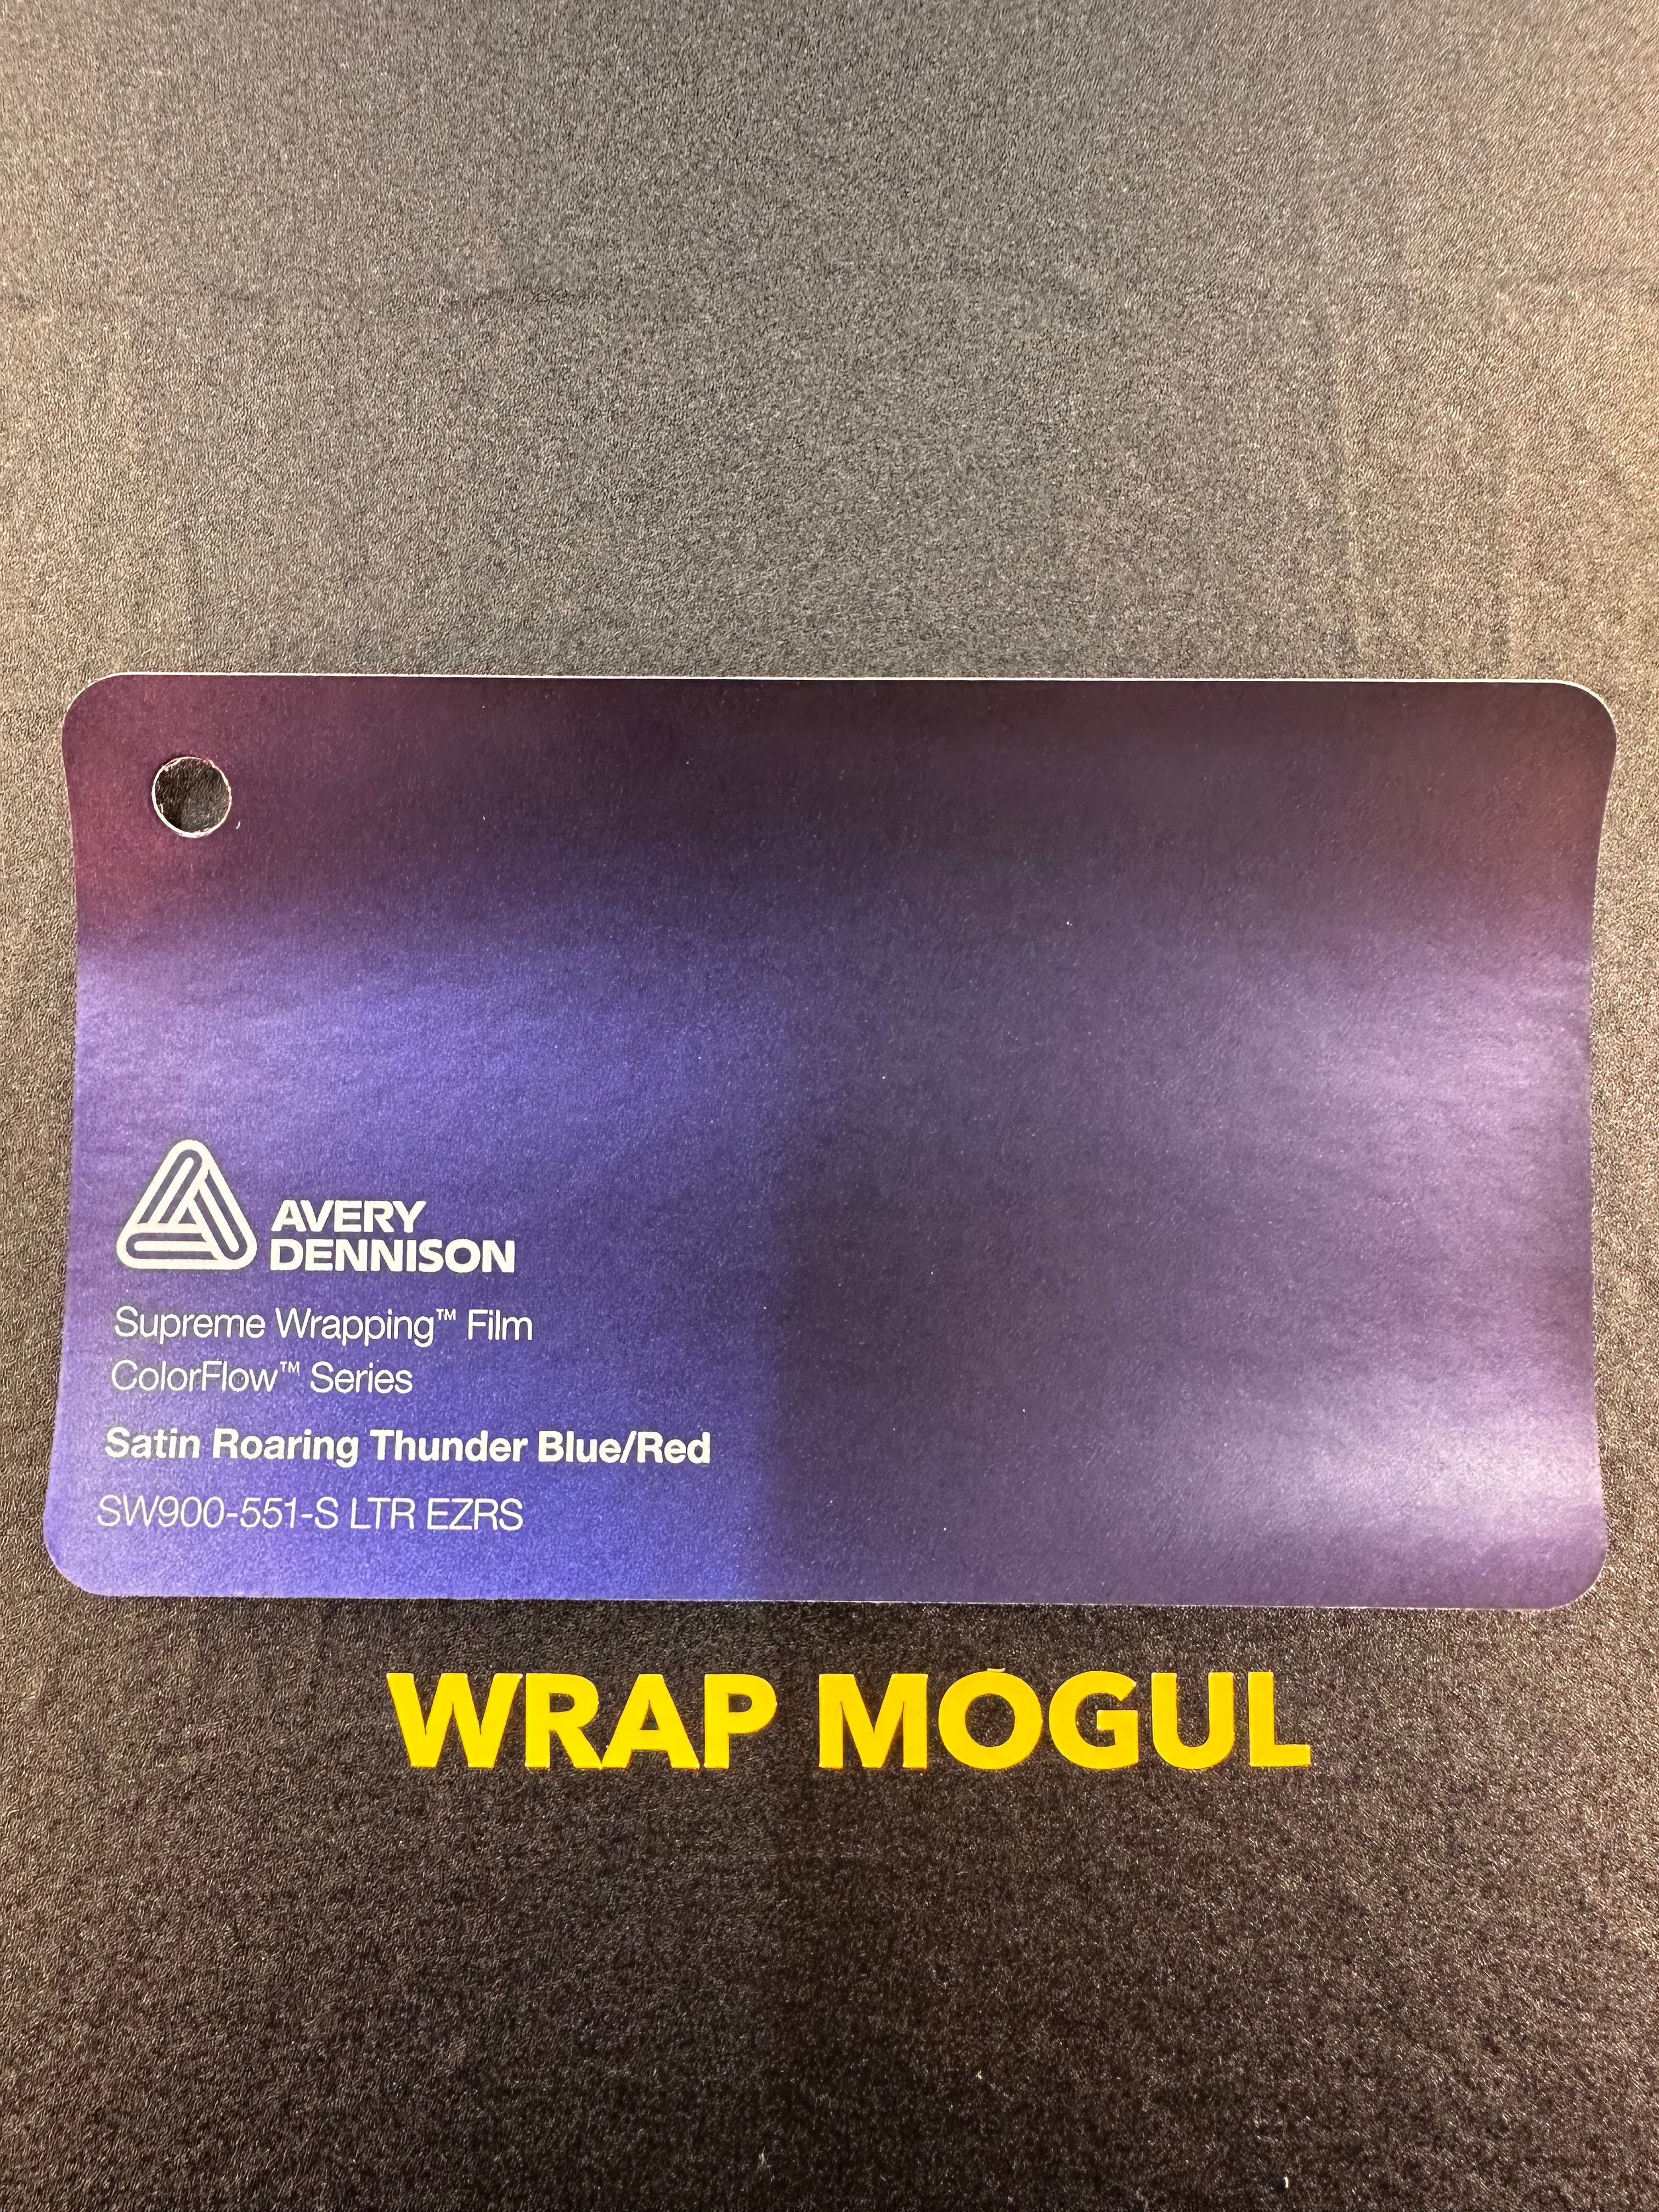 AVERY
DENNISON
Supreme Wrapping™ Film
ColorFlow™ Series
Satin Roaring Thunder Blue/Red
SW900-551-S LTR EZRS
WRAP MOGUL